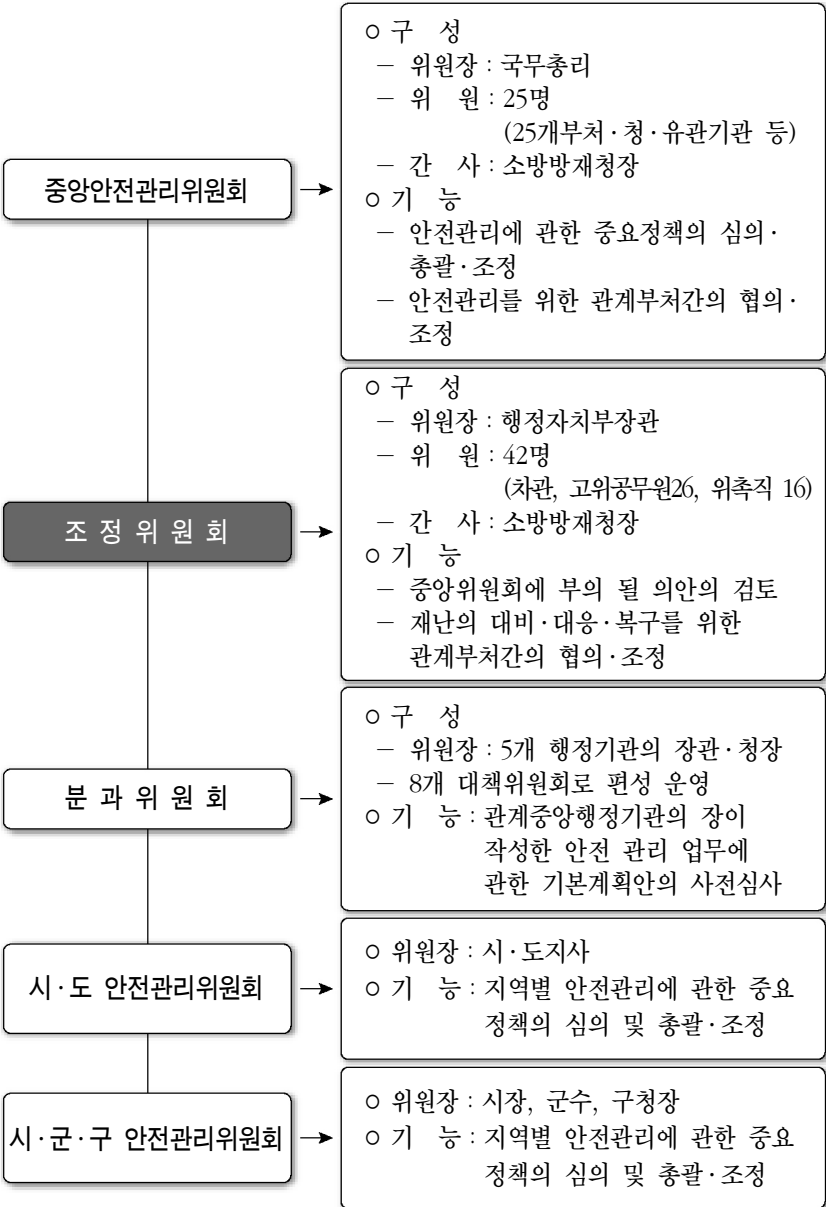 중앙안전관리위원회
ㅇ 구 성
－ 위원장 : 국무총리
－ 위 원 : 25명
(25개부처·청·유관기관 등)
－ 간 사 : 소방방재청장
ㅇ 기 능
－ 안전관리에 관한 중요정책의 심의·
총괄·조정
－ 안전관리를 위한 관계부처간의 협의·
조정
조 정 위 원 회
ㅇ 구 성
－ 위원장 : 행정자치부장관
－ 위 원 : 42명
(차관, 고위공무원26, 위촉직 16)
－ 간 사 : 소방방재청장
ㅇ 기 능
－ 중앙위원회에 부의 될 의안의 검토
－ 재난의 대비·대응·복구를 위한
관계부처간의 협의·조정
분 과 위 원 회
ㅇ 구 성
－ 위원장 : 5개 행정기관의 장관·청장
－ 8개 대책위원회로 편성 운영
ㅇ 기 능 : 관계중앙행정기관의 장이
작성한 안전 관리 업무에
관한 기본계획안의 사전심사
시·도 안전관리위원회
ㅇ 위원장 : 시·도지사
ㅇ 기 능 : 지역별 안전관리에 관한 중요
정책의 심의 및 총괄·조정
시·군·구 안전관리위원회
ㅇ 위원장 : 시장, 군수, 구청장
ㅇ 기 능 : 지역별 안전관리에 관한 중요
정책의 심의 및 총괄·조정